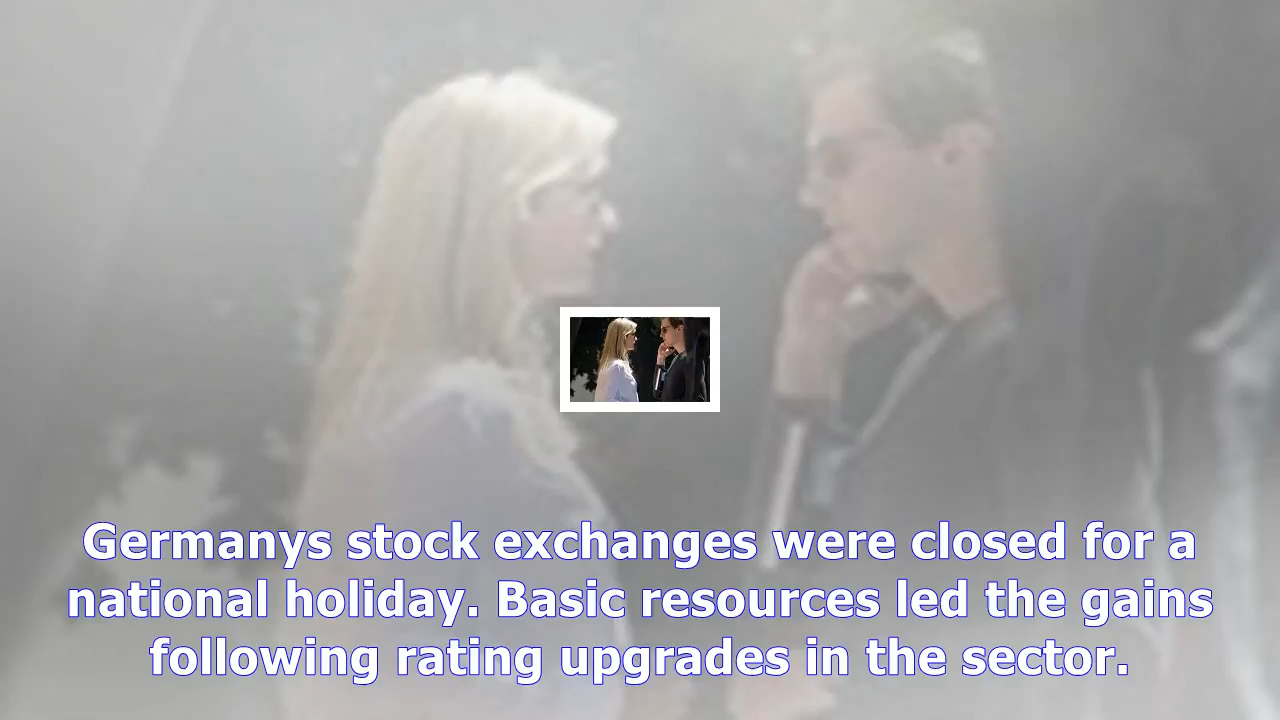 Germanys stock exchanges were closed for a
national holiday. Basic resources led the gains
following rating upgrades in the sector.